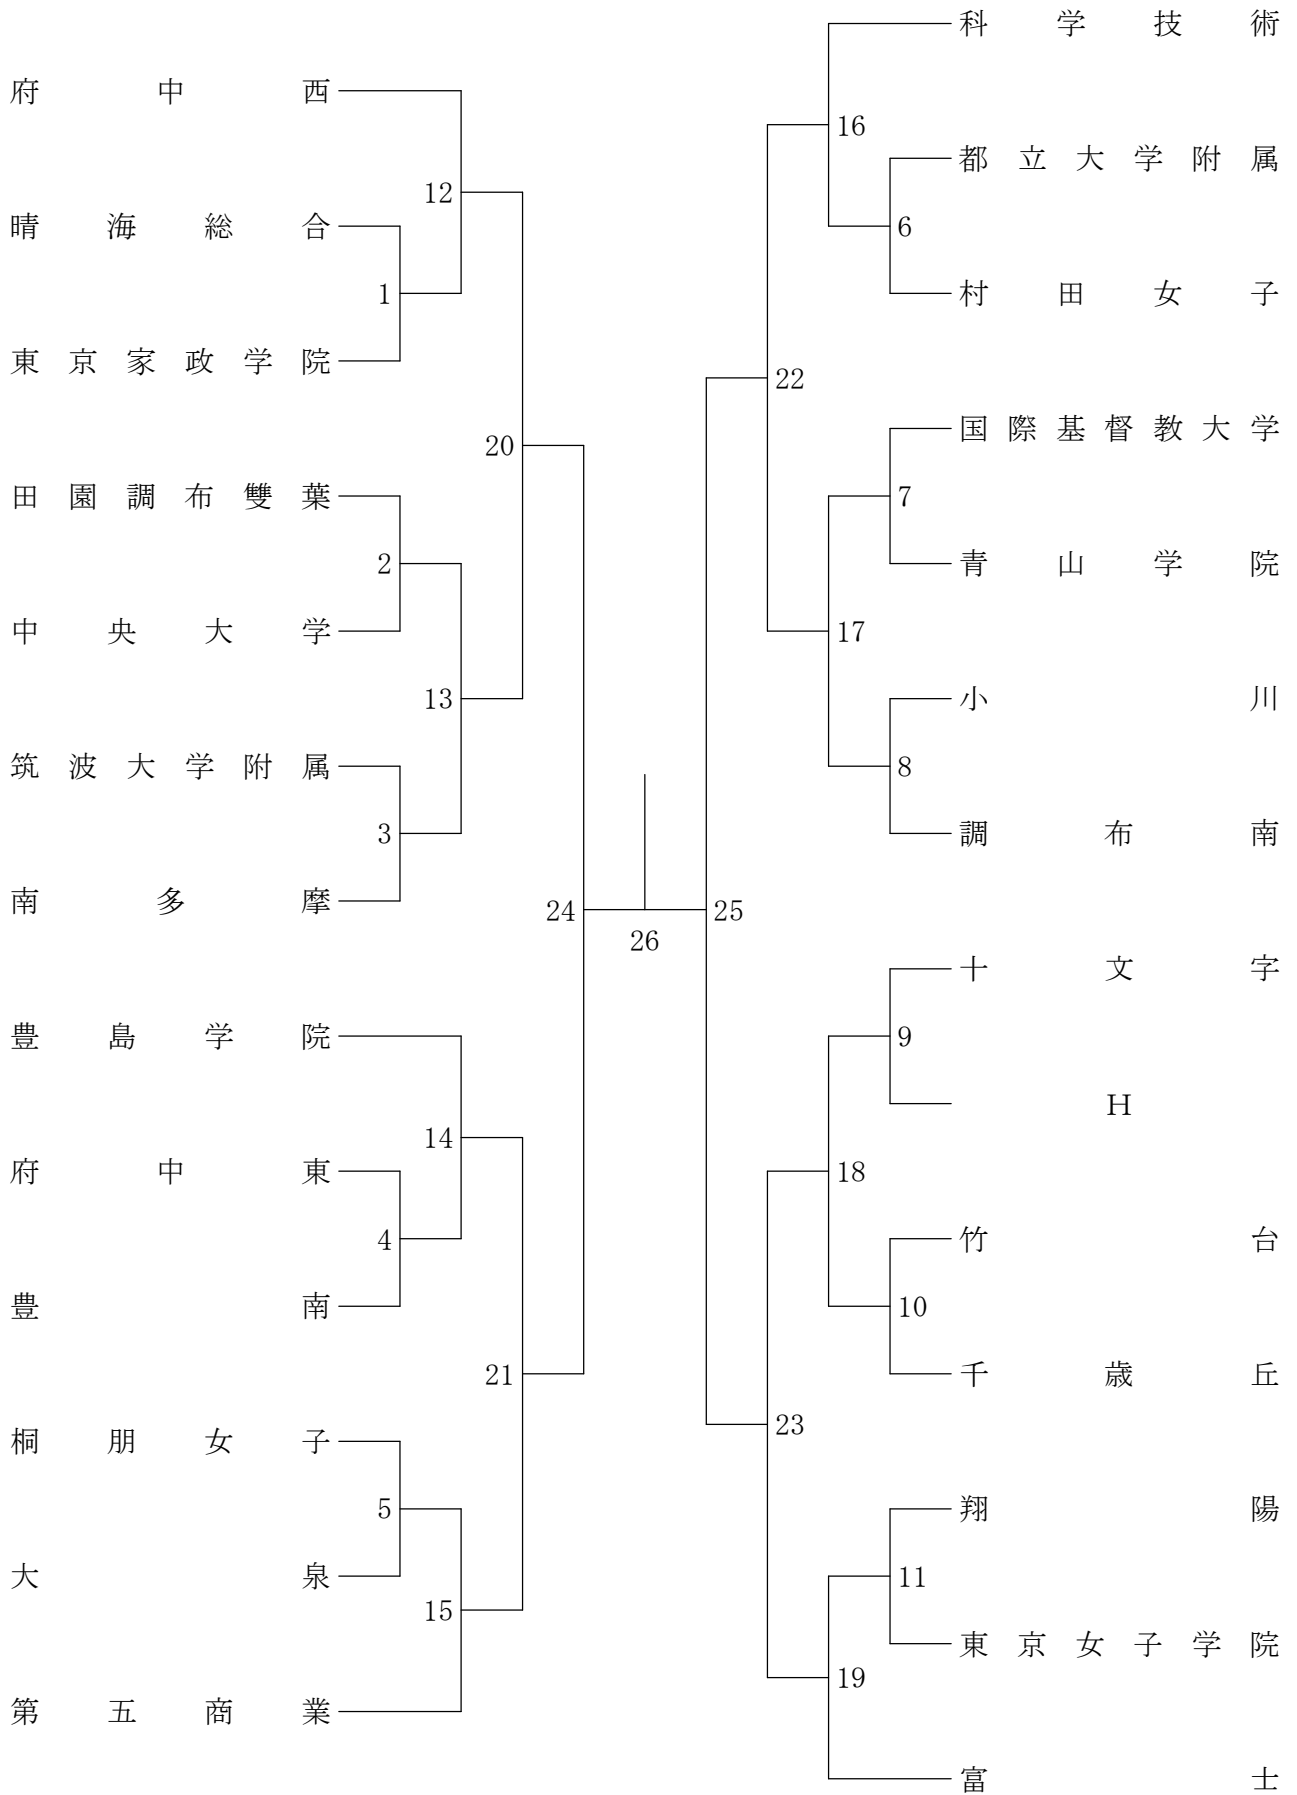 府中西
12
晴海総合
1
東京家政学院
20
田園調布雙葉
2
中央大学
13
筑波大学附属
3
南多摩
24
豊島学院
14
府中東
4
豊南
21
桐朋女子
5
大泉
15
第五商業
26
科学技術
16
都立大学附属
6
村田女子
22
国際基督教大学
7
青山学院
17
小川
8
調布南
25
十文字
9
H
18
竹台
10
千歳丘
23
翔陽
11
東京女子学院
19
富士